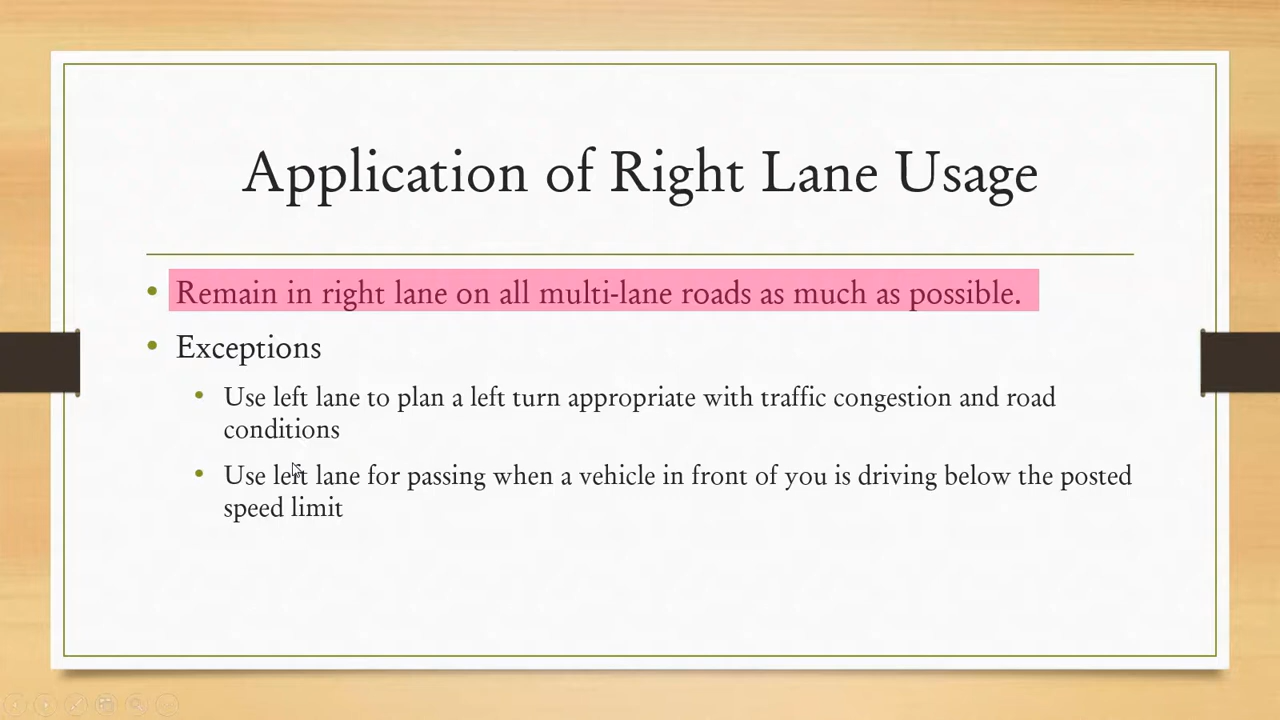 Application of Right Lane Usage
• Remain in right lane on all multi-lane roads as much as possible.
• Exceptions
• Use left lane to plan a left turn appropriate with traffic congestion and road
conditions
• Use left lane for passing when a vehicle in front of you is driving below the posted
speed limit